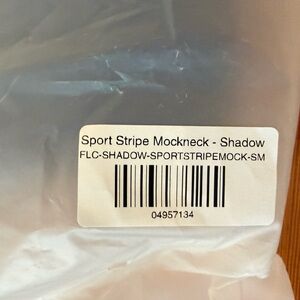 Sport Stripe Mockneck - Shadow
FLC-SHADOW-SPORTSTRIPEMOCK-SM
04957134